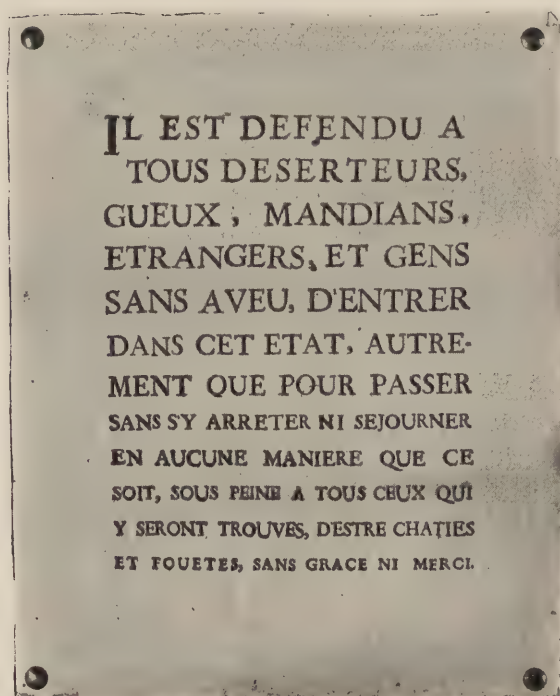 IL EST DEFENDU A
TOUS DESERTEURS,
GUEUX, MANDIANS,
ETRANGERS, ET GENS
SANS AVEU, D'ENTRER
DANS CET ETAT, AUTRE-
MENT QUE POUR PASSER
SANS S'Y ARRETER NI SEJOURNER
EN AUCUNE MANIERE QUE CE
SOIT, SOUS PEINE A TOUS CEUX QUI
Y SERONT TROUVES, D'ESTRE CHATIES
ET FOUETES, SANS GRACE NI MERCI.